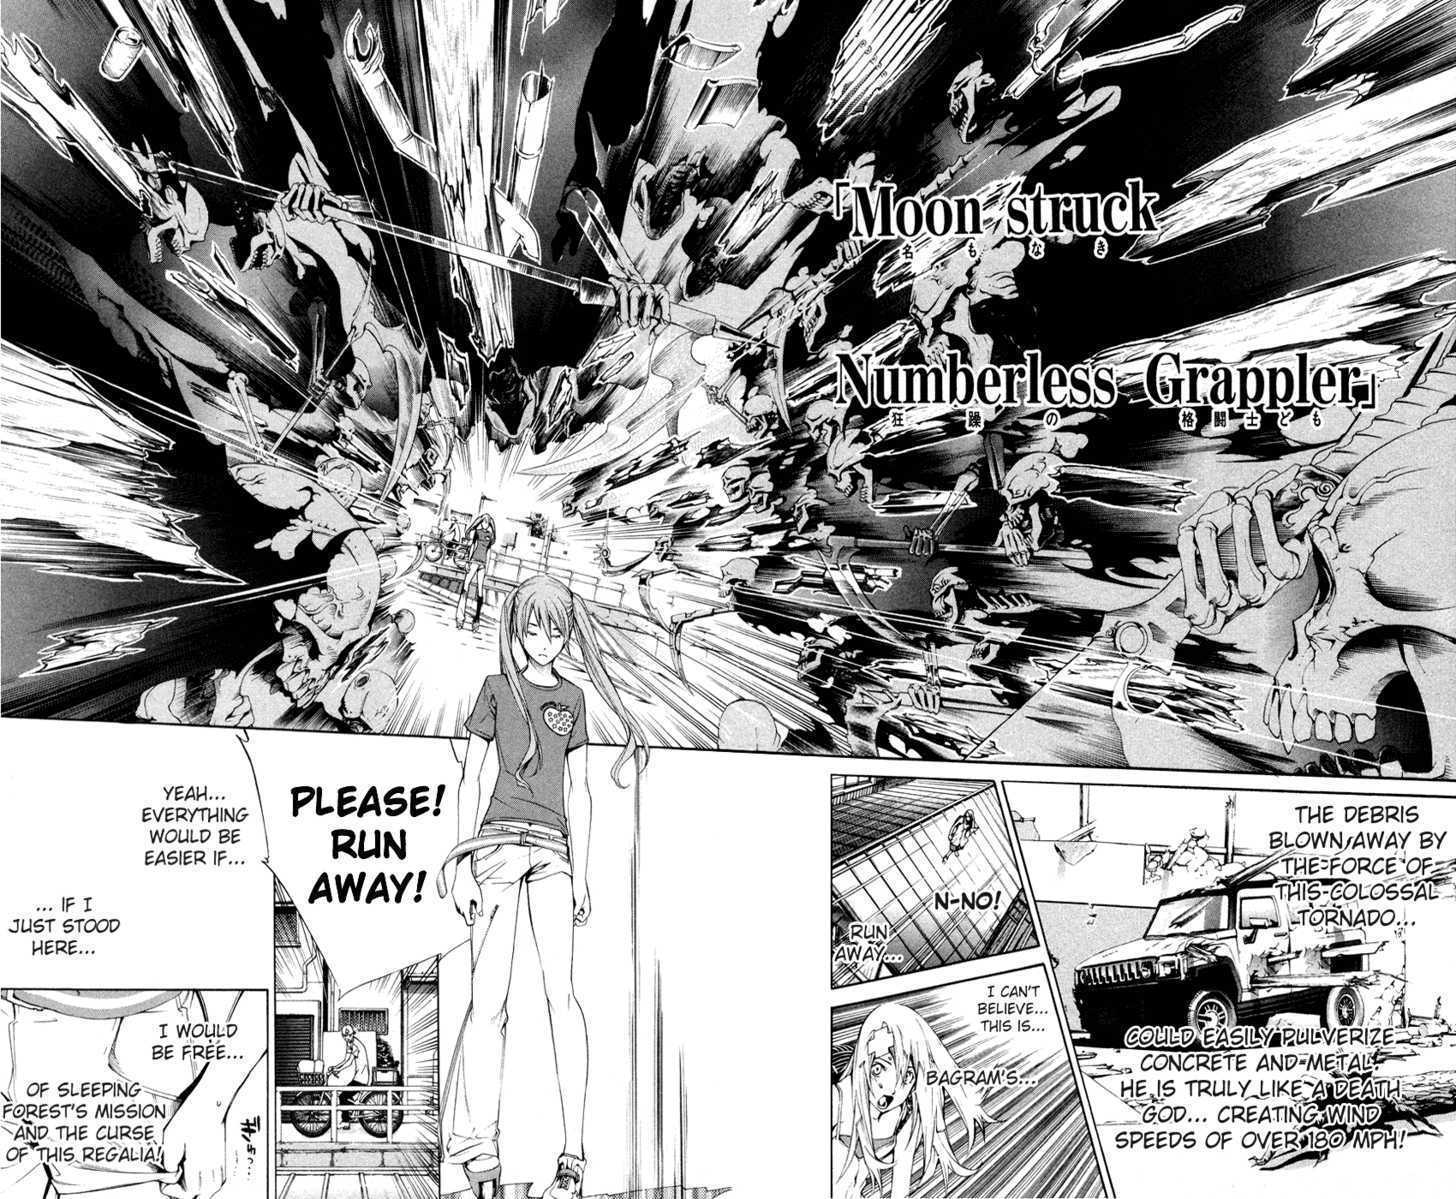 「Moon struck
名もなき
Numberless Grappler」
狂躁の 格闘士ども
THE DEBRIS
BLOWN AWAY BY
THE FORCE OF
THIS COLOSSAL
TORNADO...
COULD EASILY PULVERIZE
CONCRETE AND METAL!
HE IS TRULY LIKE A DEATH
GOD... CREATING WIND
SPEEDS OF OVER 180 MPH!
N-NO!
RUN
AWAY...
I CAN'T
BELIEVE...
THIS IS...
BAGRAM'S...
PLEASE!
RUN
AWAY!
YEAH...
EVERYTHING
WOULD BE
EASIER IF...
... IF I
JUST STOOD
HERE...
I WOULD
BE FREE...
OF SLEEPING
FOREST'S MISSION
AND THE CURSE
OF THIS REGALIA!